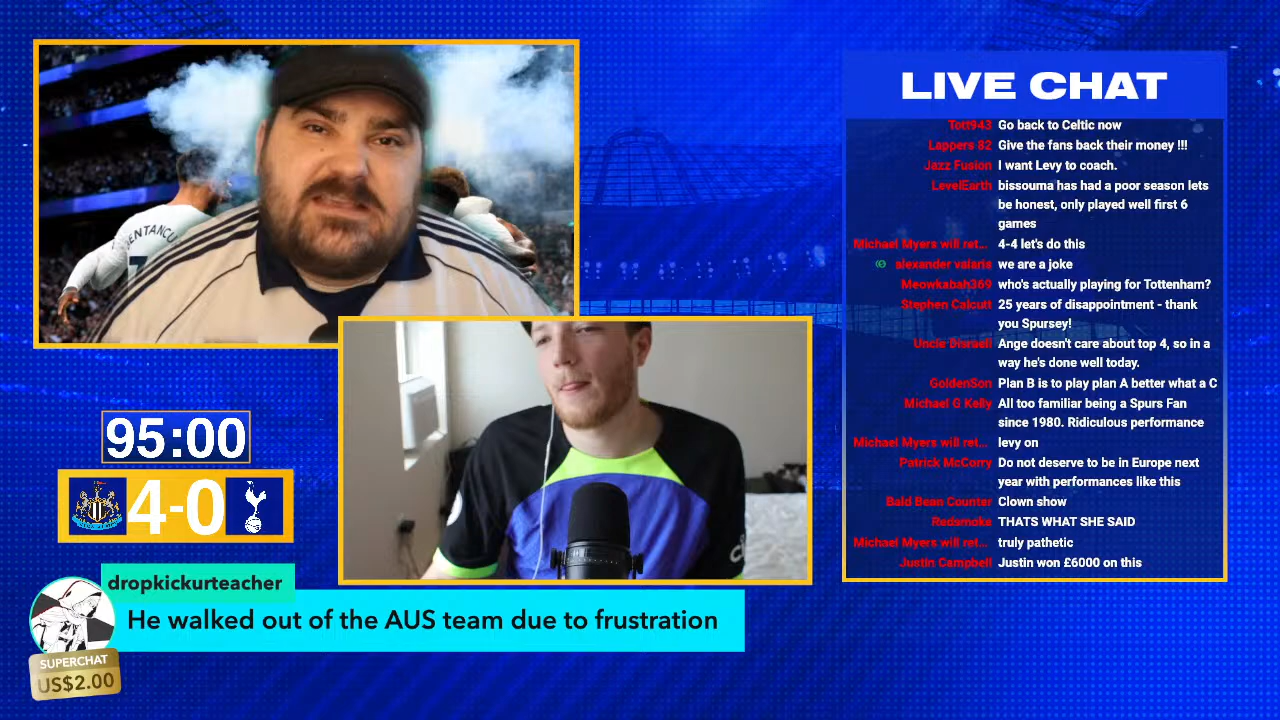 LIVE CHAT
Tott943 Go back to Celtic now
Lappers 82 Give the fans back their money !!!
Jazz Fusion I want Levy to coach.
LevelEarth bissouma has had a poor season lets
be honest, only played well first 6
games
Michael Myers will ret... 4-4 let's do this
alexander valaris we are a joke
Meowkabah369 who's actually playing for Tottenham?
Stephen Calcutt 25 years of disappointment - thank
you Spursey!
Uncle Disraeli Ange doesn't care about top 4, so in a
way he's done well today.
GoldenSon Plan B is to play plan A better what a C
Michael G Kelly All too familiar being a Spurs Fan
since 1980. Ridiculous performance
Michael Myers will ret... levy on
Patrick McCorry Do not deserve to be in Europe next
year with performances like this
Bald Bean Counter Clown show
Redsmoke THATS WHAT SHE SAID
Michael Myers will ret... truly pathetic
Justin Campbell Justin won £6000 on this
BENTANCU
95:00
4-0
dropkickurteacher
He walked out of the AUS team due to frustration
SUPERCHAT
US$2.00